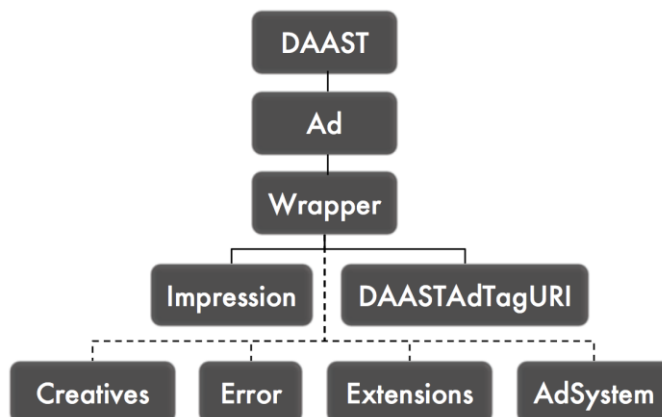 DAAST
Ad
Wrapper
Impression
DAASTAdTagURI
Creatives
Error
Extensions
AdSystem